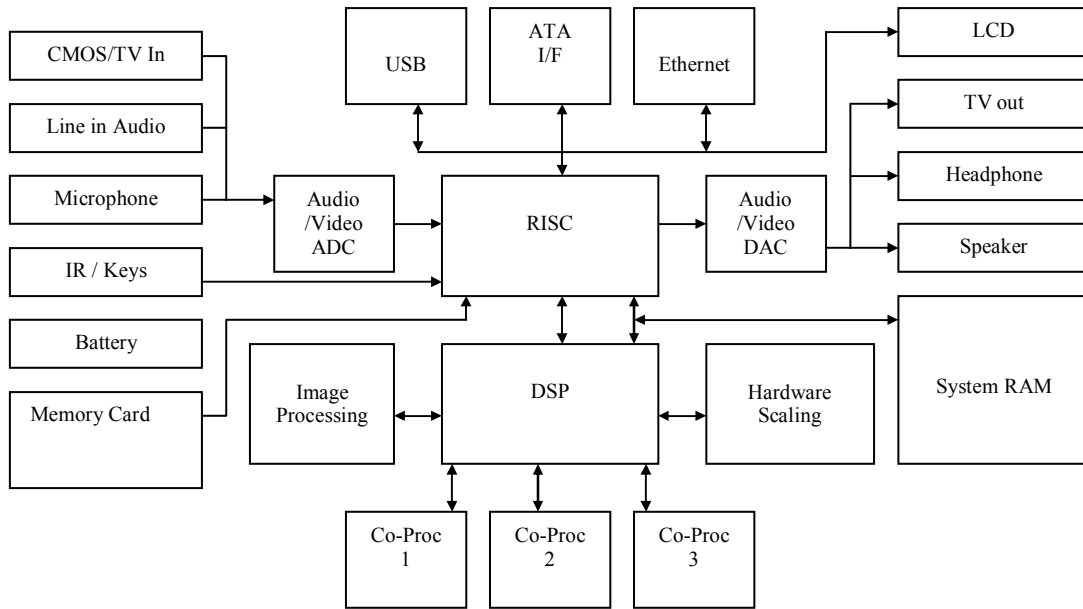 CMOS/TV In
Line in Audio
Microphone
IR / Keys
Battery
Memory Card
USB
ATA
I/F
Ethernet
Audio
/Video
ADC
RISC
Audio
/Video
DAC
Image
Processing
DSP
Hardware
Scaling
Co-Proc
1
Co-Proc
2
Co-Proc
3
LCD
TV out
Headphone
Speaker
System RAM